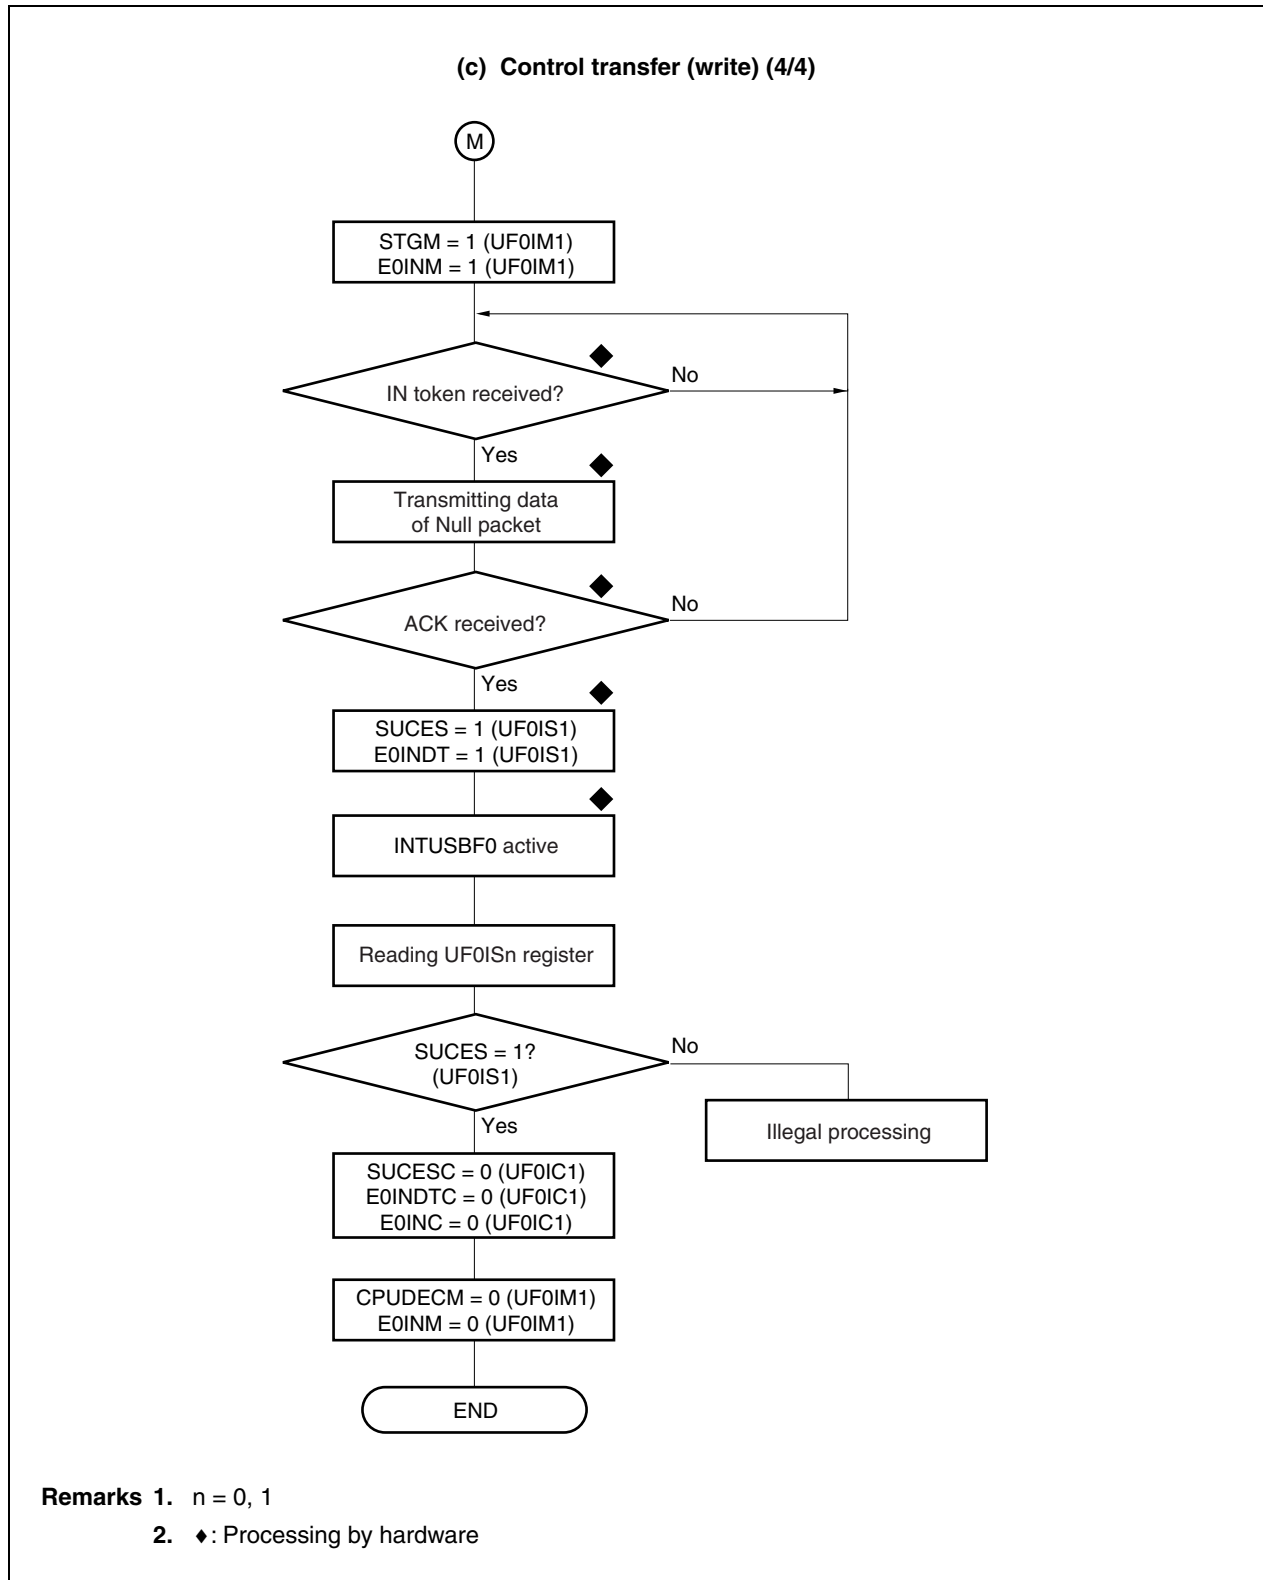 (c) Control transfer (write) (4/4)
M
STGM = 1 (UF0IM1)
E0INM = 1 (UF0IM1)
IN token received?
No
Yes
Transmitting data
of Null packet
ACK received?
No
Yes
SUCES = 1 (UF0IS1)
E0INDT = 1 (UF0IS1)
INTUSBF0 active
Reading UF0ISn register
SUCES = 1?
(UF0IS1)
No
Yes
Illegal processing
SUCESC = 0 (UF0IC1)
E0INDTC = 0 (UF0IC1)
E0INC = 0 (UF0IC1)
CPUDECM = 0 (UF0IM1)
E0INM = 0 (UF0IM1)
END
Remarks 1. n = 0, 1
2. ♦: Processing by hardware